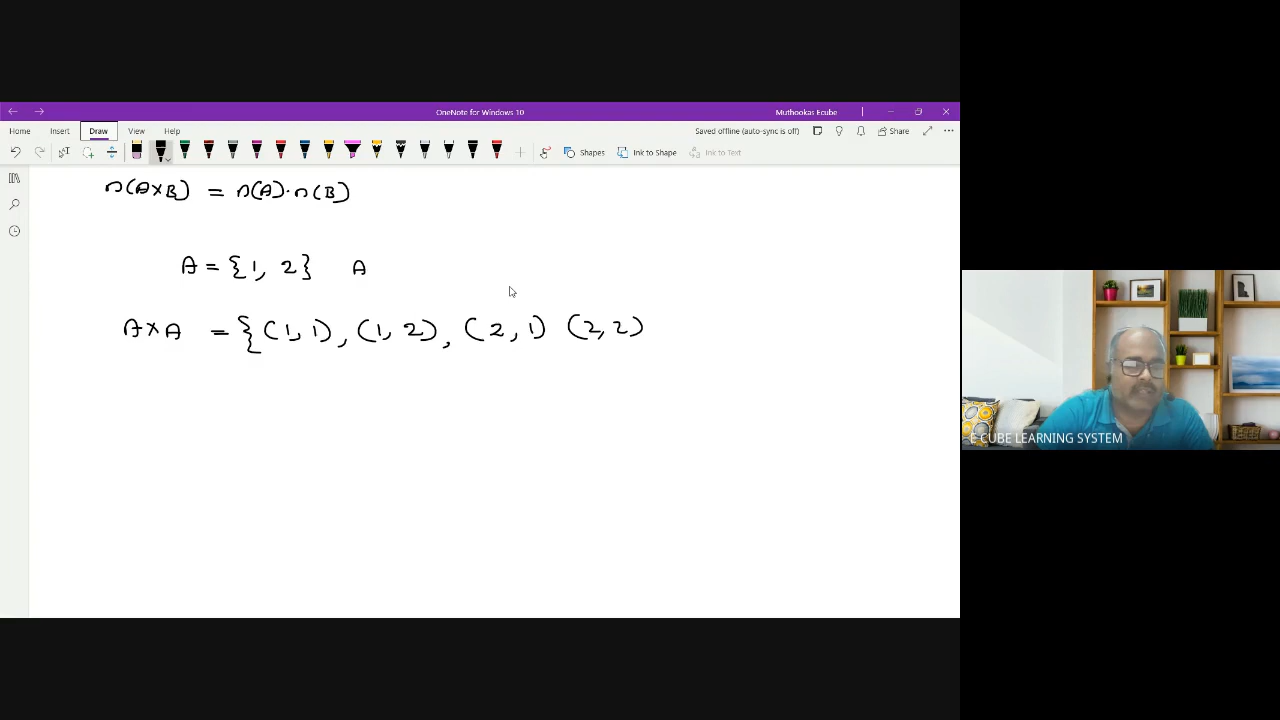 OneNote for Windows 10
Muthookas Ecube
Home Insert Draw View Help
Saved offline (auto-sync is off) Share
Shapes Ink to Shape Ink to Text
n(A×B) = n(A)·n(B)
A = {1, 2} A
A×A = {(1,1), (1,2), (2,1) (2,2)
E CUBE LEARNING SYSTEM